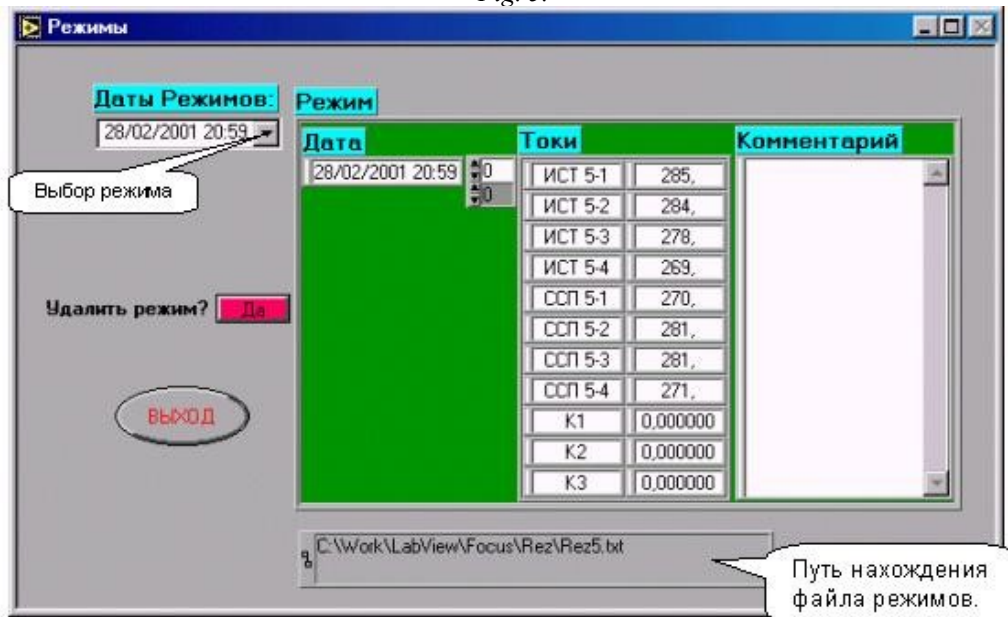 Режимы
Даты Режимов:
28/02/2001 20:59
Выбор режима
Удалить режим? Да
ВЫХОД
Режим
Дата
28/02/2001 20:59 0
0
Токи
ИСТ 5-1 285,
ИСТ 5-2 284,
ИСТ 5-3 278,
ИСТ 5-4 269,
ССП 5-1 270,
ССП 5-2 281,
ССП 5-3 281,
ССП 5-4 271,
К1 0,000000
К2 0,000000
К3 0,000000
Комментарий
C:\Work\LabView\Focus\Rez\Rez5.txt
Путь нахождения
файла режимов.